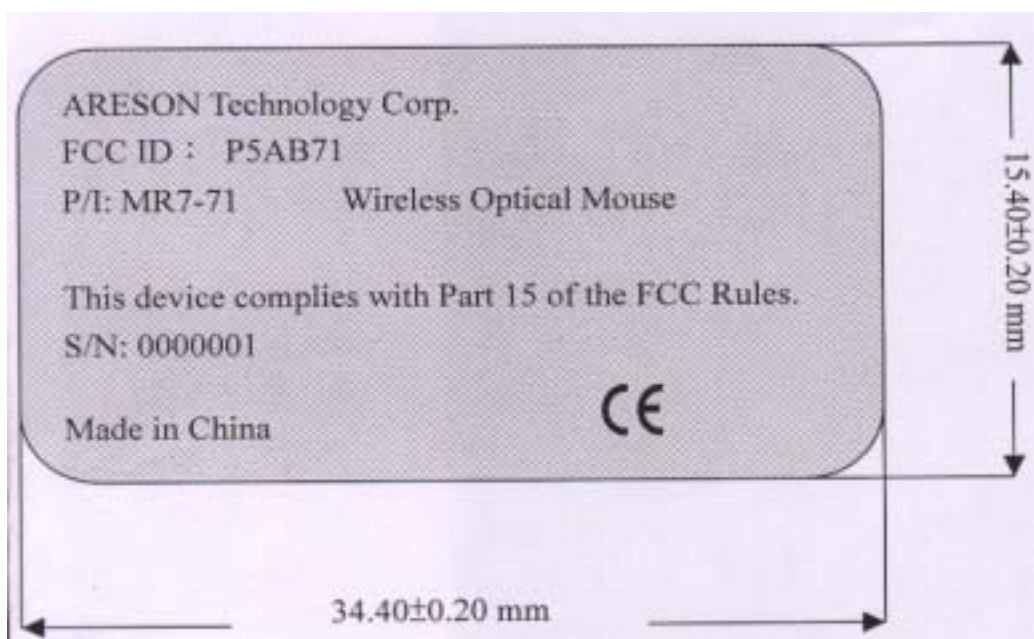 ARESON Technology Corp.
FCC ID： P5AB71
P/I: MR7-71 Wireless Optical Mouse
This device complies with Part 15 of the FCC Rules.
S/N: 0000001
Made in China CE
15.40±0.20 mm
34.40±0.20 mm